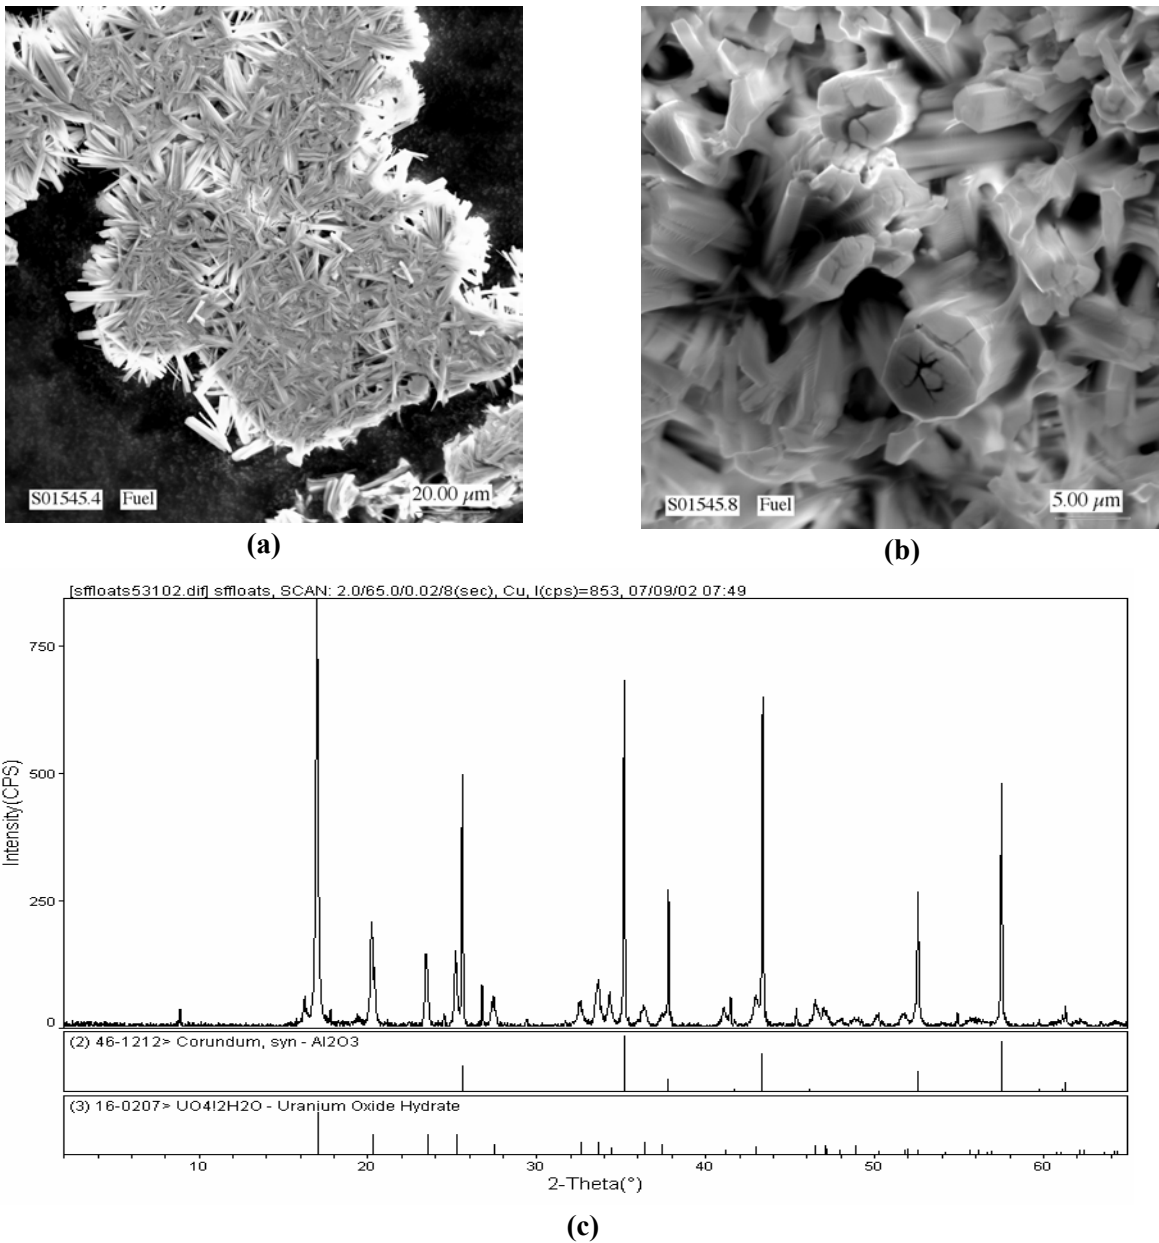 S01545.4 Fuel 20.00 µm
S01545.8 Fuel 5.00 µm
(a)
(b)
[sffloats53102.dif] sffloats, SCAN: 2.0/65.0/0.02/8(sec), Cu, I(cps)=853, 07/09/02 07:49
750
500
250
0
Intensity(CPS)
(2) 46-1212> Corundum, syn - Al2O3
(3) 16-0207> UO4!2H2O - Uranium Oxide Hydrate
10 20 30 40 50 60
2-Theta(°)
(c)